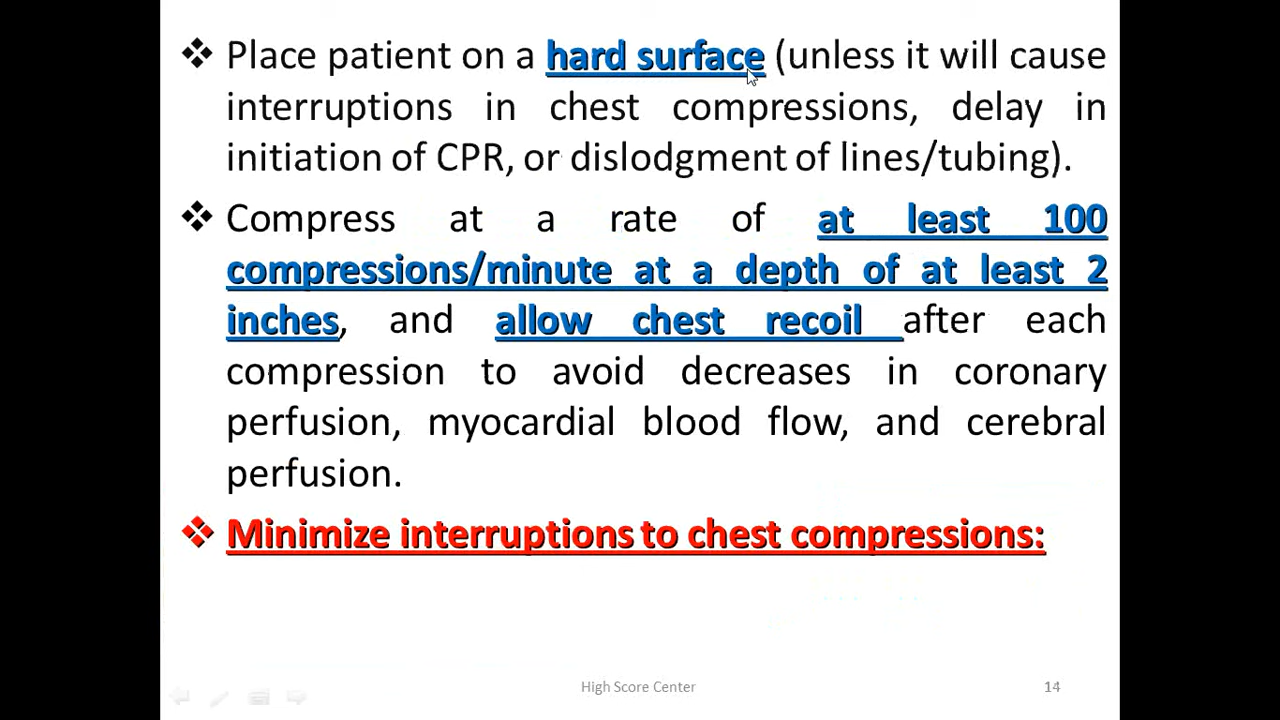 ❖ Place patient on a hard surface (unless it will cause
interruptions in chest compressions, delay in
initiation of CPR, or dislodgment of lines/tubing).
❖ Compress at a rate of at least 100
compressions/minute at a depth of at least 2
inches, and allow chest recoil after each
compression to avoid decreases in coronary
perfusion, myocardial blood flow, and cerebral
perfusion.
❖ Minimize interruptions to chest compressions:
High Score Center
14